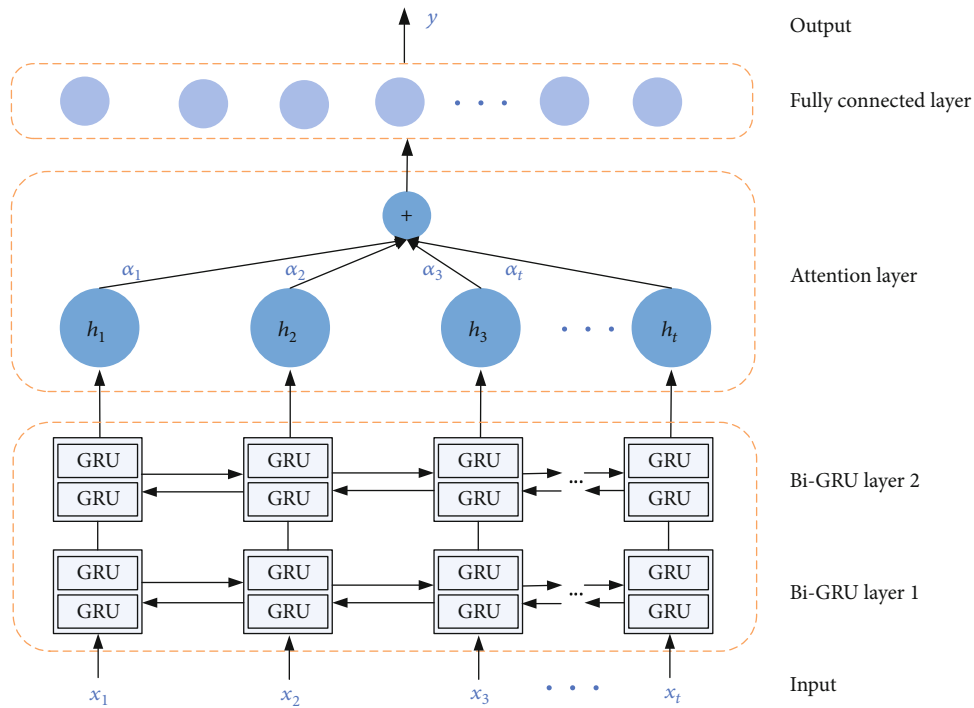 y Output
. . . Fully connected layer
+
α1 α2 α3 αt
Attention layer
h1 h2 h3 . . . ht
GRU GRU GRU GRU
... Bi-GRU layer 2
GRU GRU GRU GRU
GRU GRU GRU GRU
... Bi-GRU layer 1
GRU GRU GRU GRU
x1 x2 x3 . . . xt Input